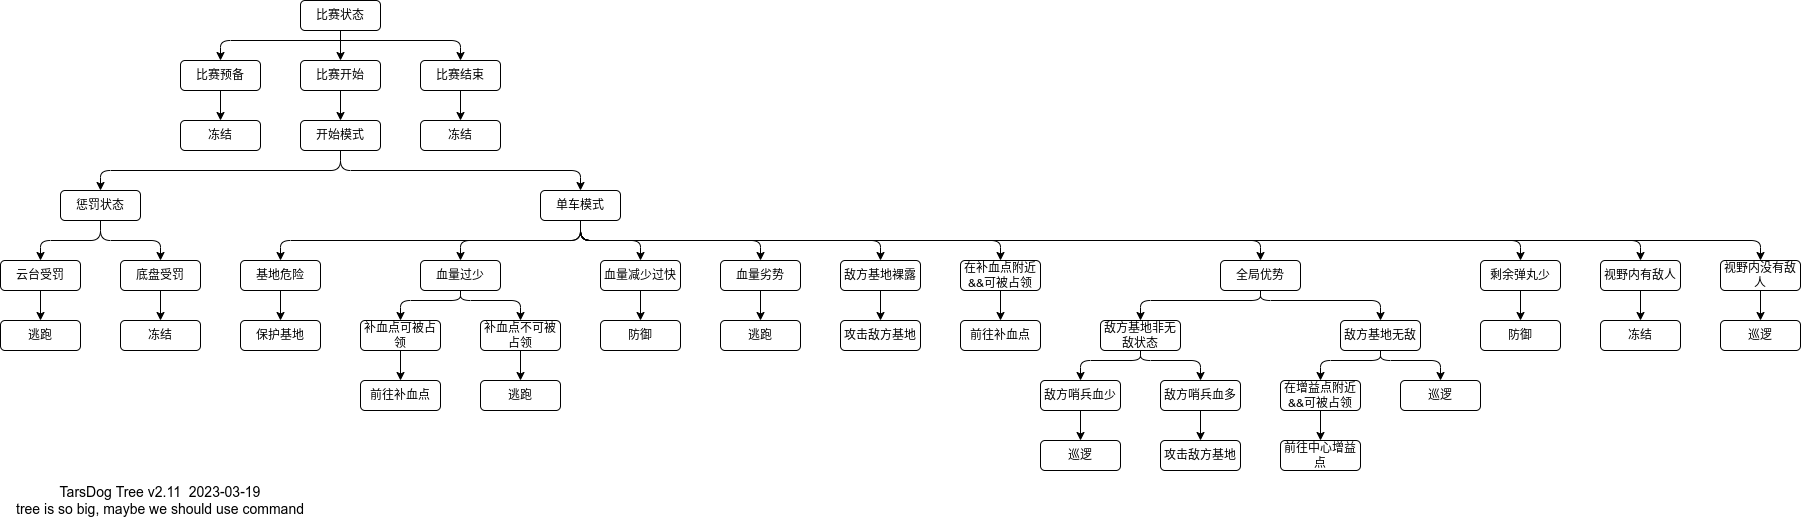 比赛状态
比赛预备
比赛开始
比赛结束
冻结
开始模式
冻结
惩罚状态
单车模式
云台受罚
底盘受罚
基地危险
血量过少
血量减少过快
血量劣势
敌方基地裸露
在补血点附近
&&可被占领
全局优势
剩余弹丸少
视野内有敌人
视野内没有敌
人
逃跑
冻结
保护基地
补血点可被占
领
补血点不可被
占领
防御
逃跑
攻击敌方基地
前往补血点
敌方基地非无
敌状态
敌方基地无敌
防御
冻结
巡逻
前往补血点
逃跑
敌方哨兵血少
敌方哨兵血多
在增益点附近
&&可被占领
巡逻
巡逻
攻击敌方基地
前往中心增益
点
TarsDog Tree v2.11  2023-03-19
tree is so big, maybe we should use command